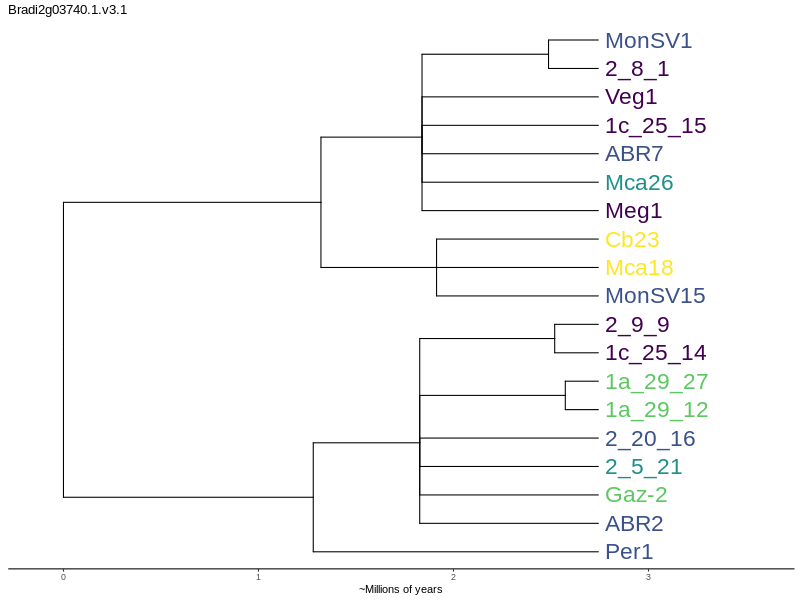 Bradi2g03740.1.v3.1
MonSV1
2_8_1
Veg1
1c_25_15
ABR7
Mca26
Meg1
Cb23
Mca18
MonSV15
2_9_9
1c_25_14
1a_29_27
1a_29_12
2_20_16
2_5_21
Gaz-2
ABR2
Per1
0 1 2 3
~Millions of years